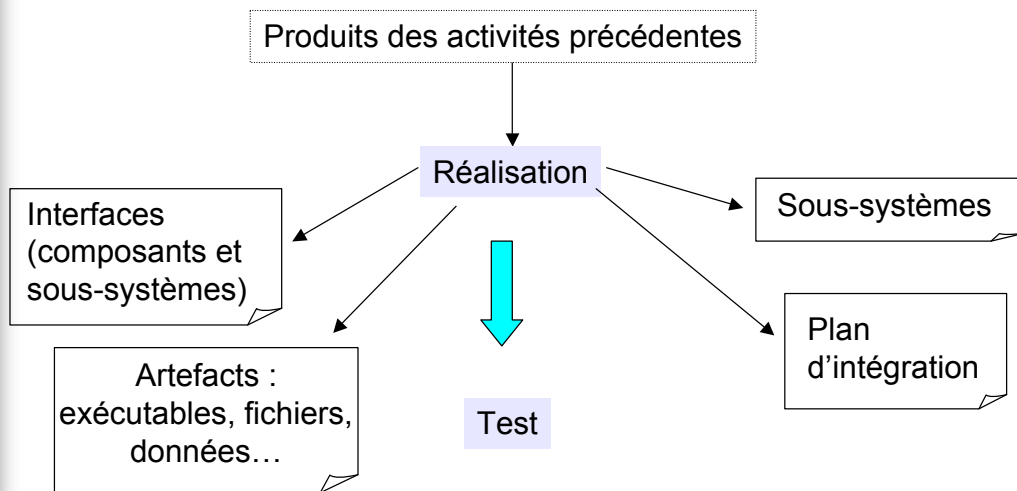 Produits des activités précédentes
Réalisation
Interfaces
(composants et
sous-systèmes)
Sous-systèmes
Artefacts :
exécutables, fichiers,
données…
Plan
d’intégration
Test